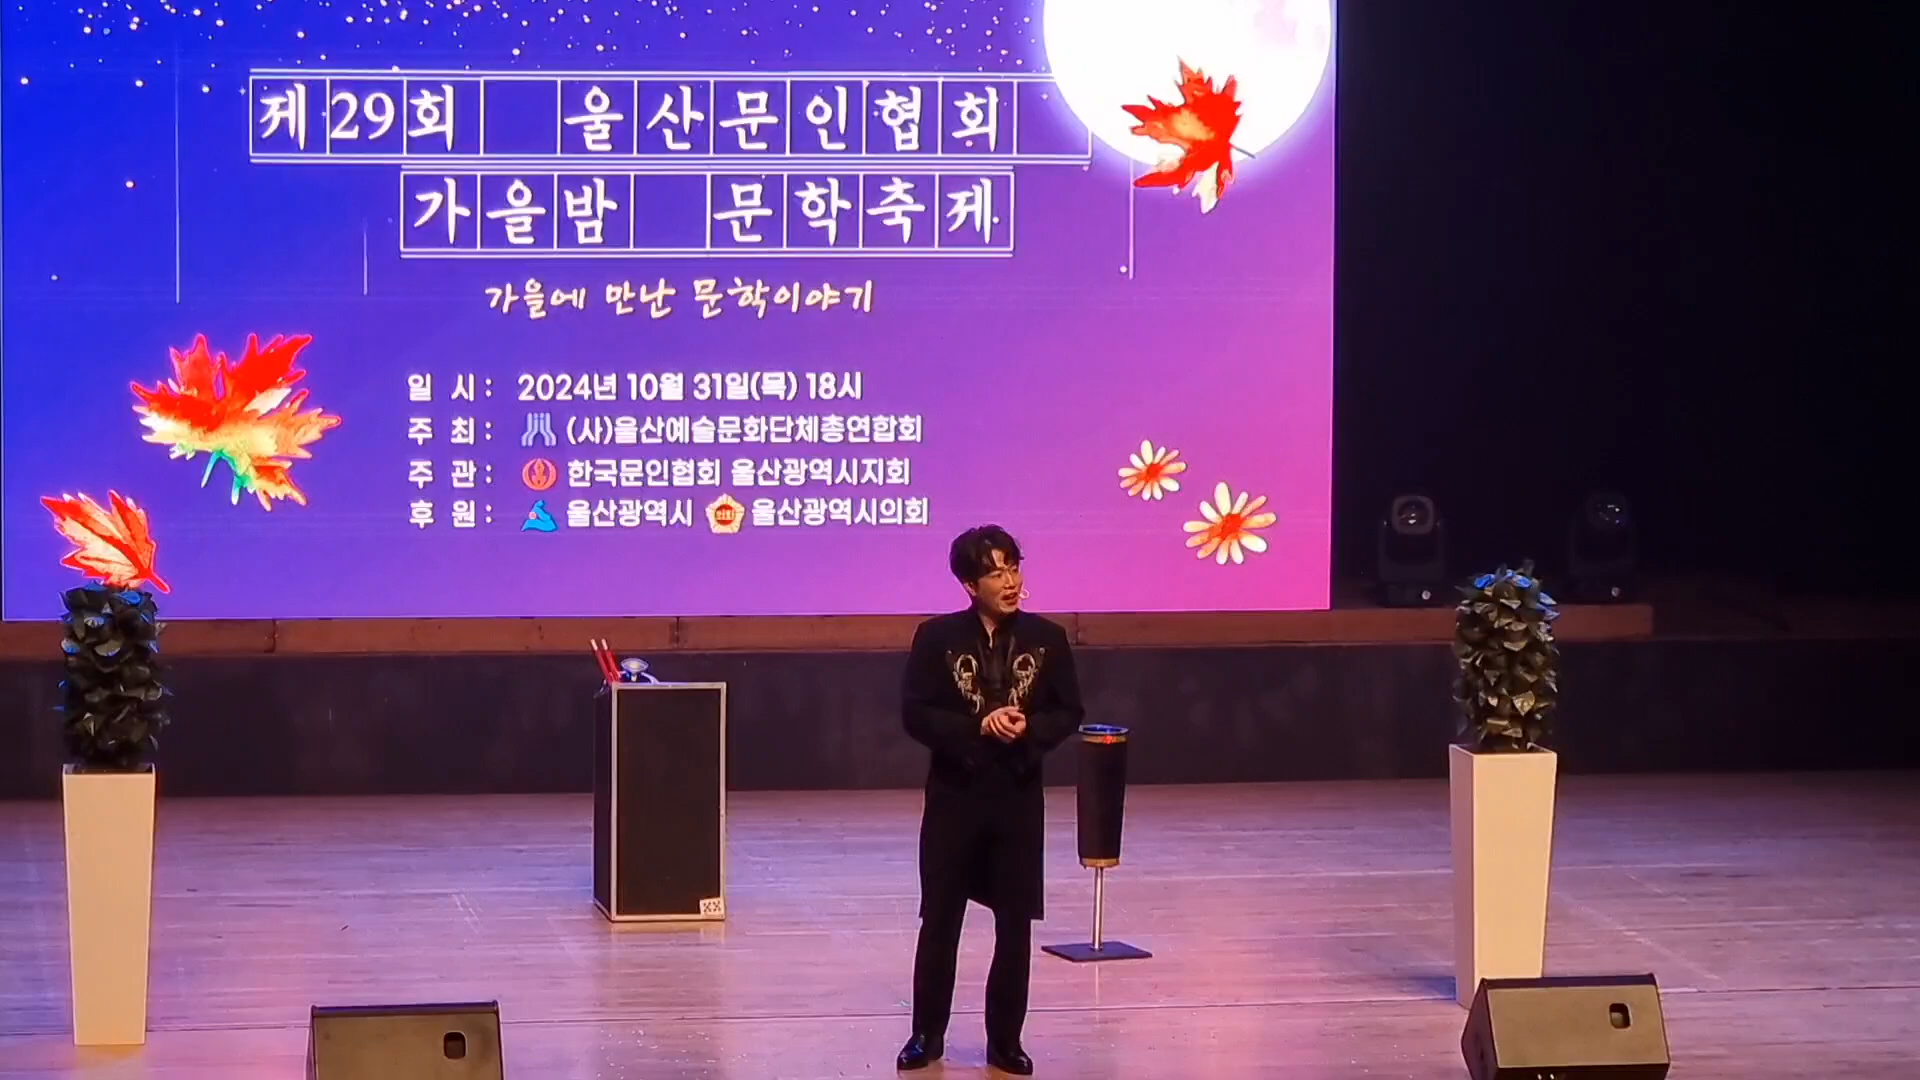 제29회 울산문인협회
가을밤 문학축제
가을에 만난 문학이야기
일 시 : 2024년 10월 31일(목) 18시
주 최 : (사)울산예술문화단체총연합회
주 관 : 한국문인협회 울산광역시지회
후 원 : 울산광역시 의회 울산광역시의회